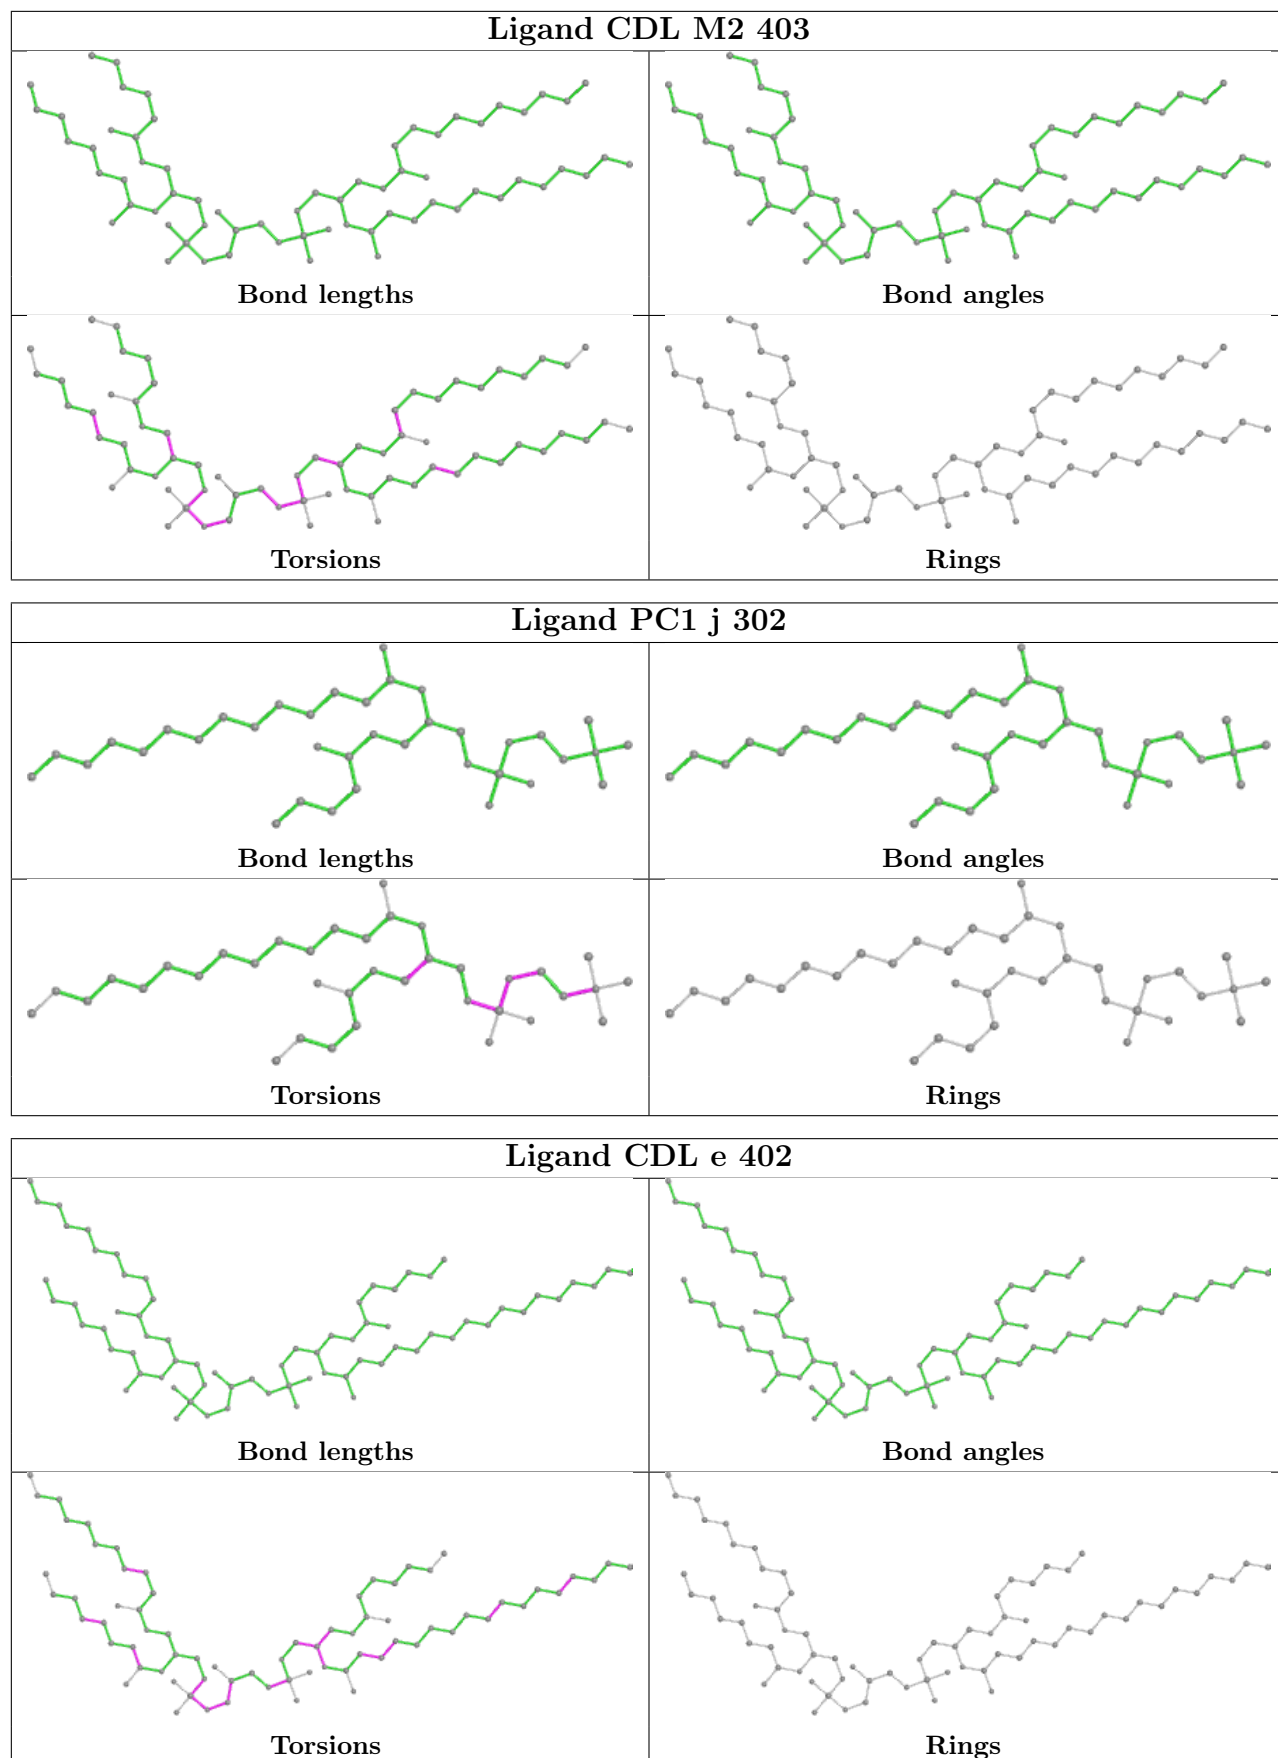 Ligand CDL M2 403
Bond lengths
Bond angles
Torsions
Rings
Ligand PC1 j 302
Bond lengths
Bond angles
Torsions
Rings
Ligand CDL e 402
Bond lengths
Bond angles
Torsions
Rings